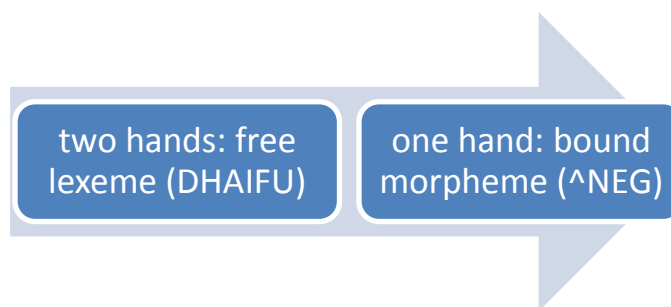 two hands: free
lexeme (DHAIFU)
one hand: bound
morpheme (^NEG)